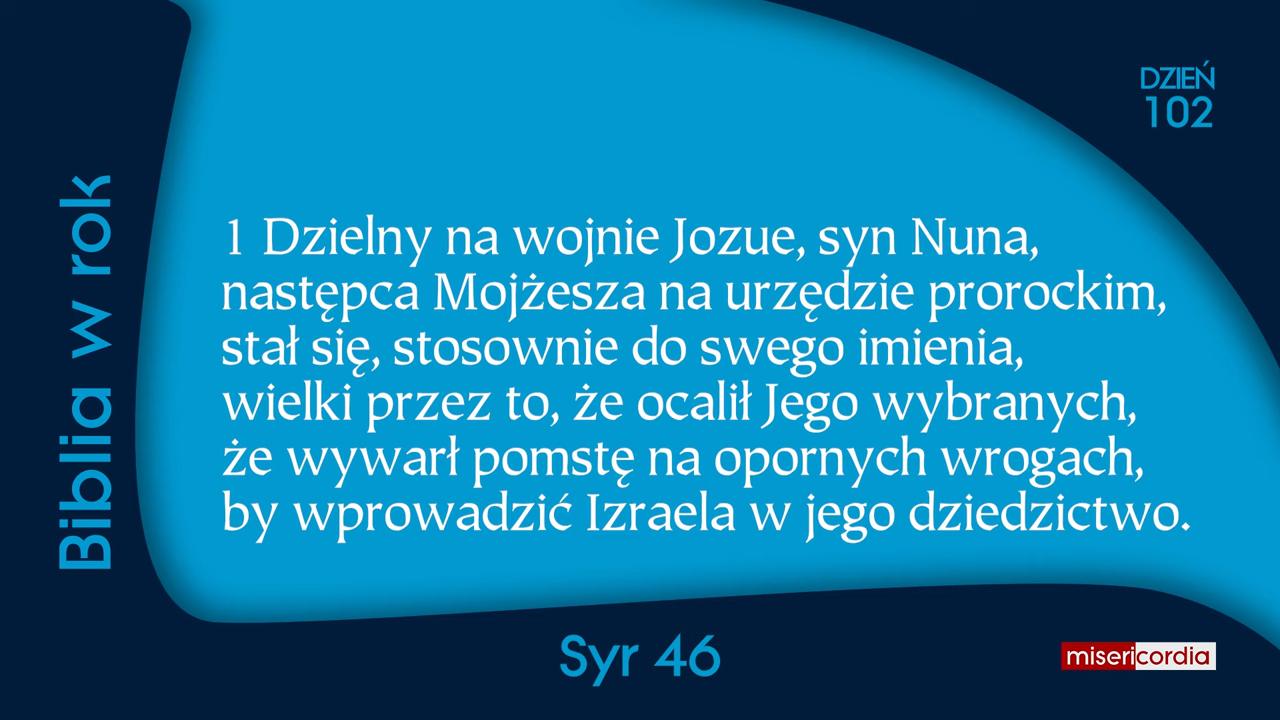 DZIEŃ
102
Biblia w rok
1 Dzielny na wojnie Jozue, syn Nuna,
następca Mojżesza na urzędzie prorockim,
stał się, stosownie do swego imienia,
wielki przez to, że ocalił Jego wybranych,
że wywarł pomstę na opornych wrogach,
by wprowadzić Izraela w jego dziedzictwo.
Syr 46
misericordia